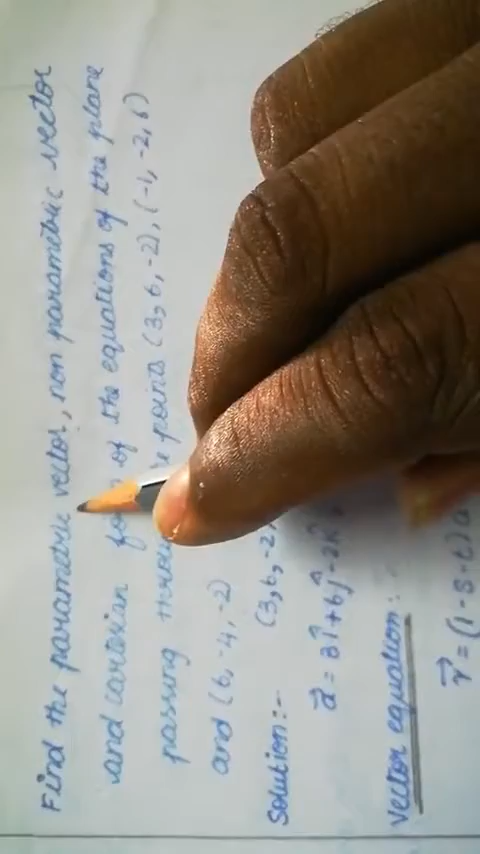 Find the parametric vector, non parametric vector
and cartesian of the equations of the plane
passing points (3, 6, -2), (-1, -2, 6)
and (6, -4, -2)
Solution :- (3, 6, -2
a⃗ = 3î + 6ĵ - 2k̂
Vector equation :-
r⃗ = (1 - s - t)